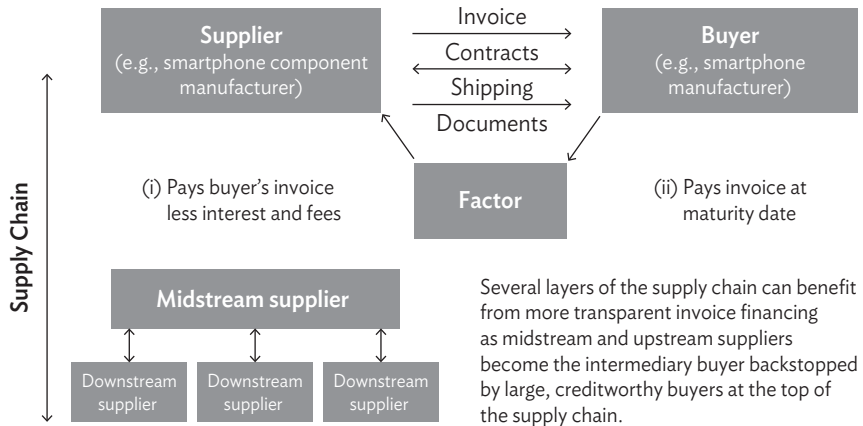 Supplier
(e.g., smartphone component
manufacturer)
Invoice
Contracts
Shipping
Documents
Buyer
(e.g., smartphone
manufacturer)
Supply Chain
(i) Pays buyer’s invoice
less interest and fees
Factor
(ii) Pays invoice at
maturity date
Midstream supplier
Downstream
supplier
Downstream
supplier
Downstream
supplier
Several layers of the supply chain can benefit
from more transparent invoice financing
as midstream and upstream suppliers
become the intermediary buyer backstopped
by large, creditworthy buyers at the top of
the supply chain.